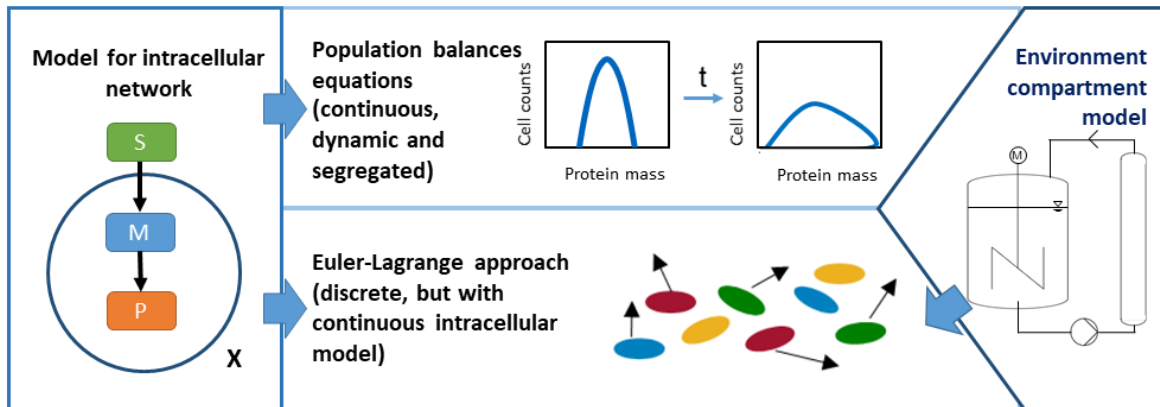 Model for intracellular
network
S
M
P
X
Population balances
equations
(continuous,
dynamic and
segregated)
Cell counts
Protein mass
t
Cell counts
Protein mass
Euler-Lagrange approach
(discrete, but with
continuous intracellular
model)
Environment
compartment
model
M